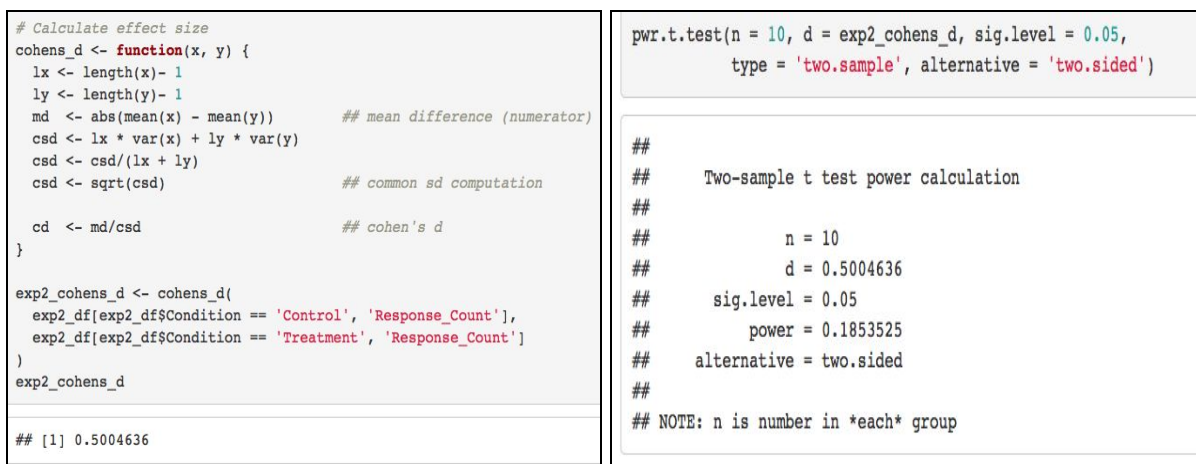 # Calculate effect size
cohens_d <- function(x, y) {
  lx <- length(x)- 1
  ly <- length(y)- 1
  md  <- abs(mean(x) - mean(y))        ## mean difference (numerator)
  csd <- lx * var(x) + ly * var(y)
  csd <- csd/(lx + ly)
  csd <- sqrt(csd)                     ## common sd computation

  cd  <- md/csd                        ## cohen's d
}

exp2_cohens_d <- cohens_d(
  exp2_df[exp2_df$Condition == 'Control', 'Response_Count'],
  exp2_df[exp2_df$Condition == 'Treatment', 'Response_Count']
)
exp2_cohens_d

## [1] 0.5004636

pwr.t.test(n = 10, d = exp2_cohens_d, sig.level = 0.05,
           type = 'two.sample', alternative = 'two.sided')

##
##      Two-sample t test power calculation
##
##               n = 10
##               d = 0.5004636
##       sig.level = 0.05
##           power = 0.1853525
##     alternative = two.sided
##
## NOTE: n is number in *each* group